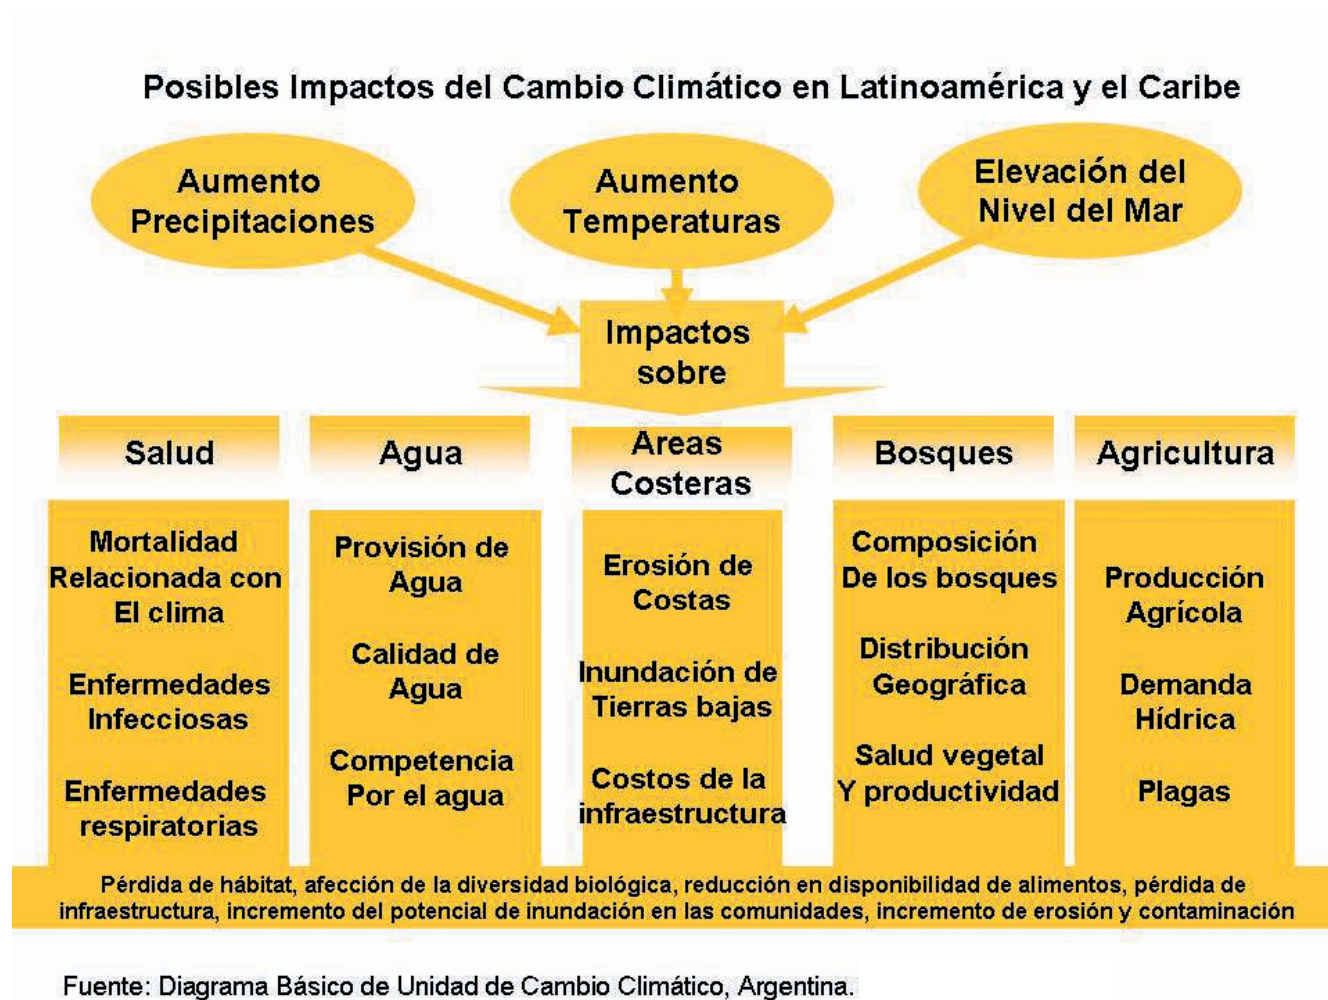 Posibles Impactos del Cambio Climático en Latinoamérica y el Caribe
Aumento
Precipitaciones
Aumento
Temperaturas
Elevación del
Nivel del Mar
Impactos
sobre
Salud
Mortalidad
Relacionada con
El clima
Enfermedades
Infecciosas
Enfermedades
respiratorias
Agua
Provisión de
Agua
Calidad de
Agua
Competencia
Por el agua
Areas
Costeras
Erosión de
Costas
Inundación de
Tierras bajas
Costos de la
infraestructura
Bosques
Composición
De los bosques
Distribución
Geográfica
Salud vegetal
Y productividad
Agricultura
Producción
Agrícola
Demanda
Hídrica
Plagas
Pérdida de hábitat, afección de la diversidad biológica, reducción en disponibilidad de alimentos, pérdida de
infraestructura, incremento del potencial de inundación en las comunidades, incremento de erosión y contaminación
Fuente: Diagrama Básico de Unidad de Cambio Climático, Argentina.